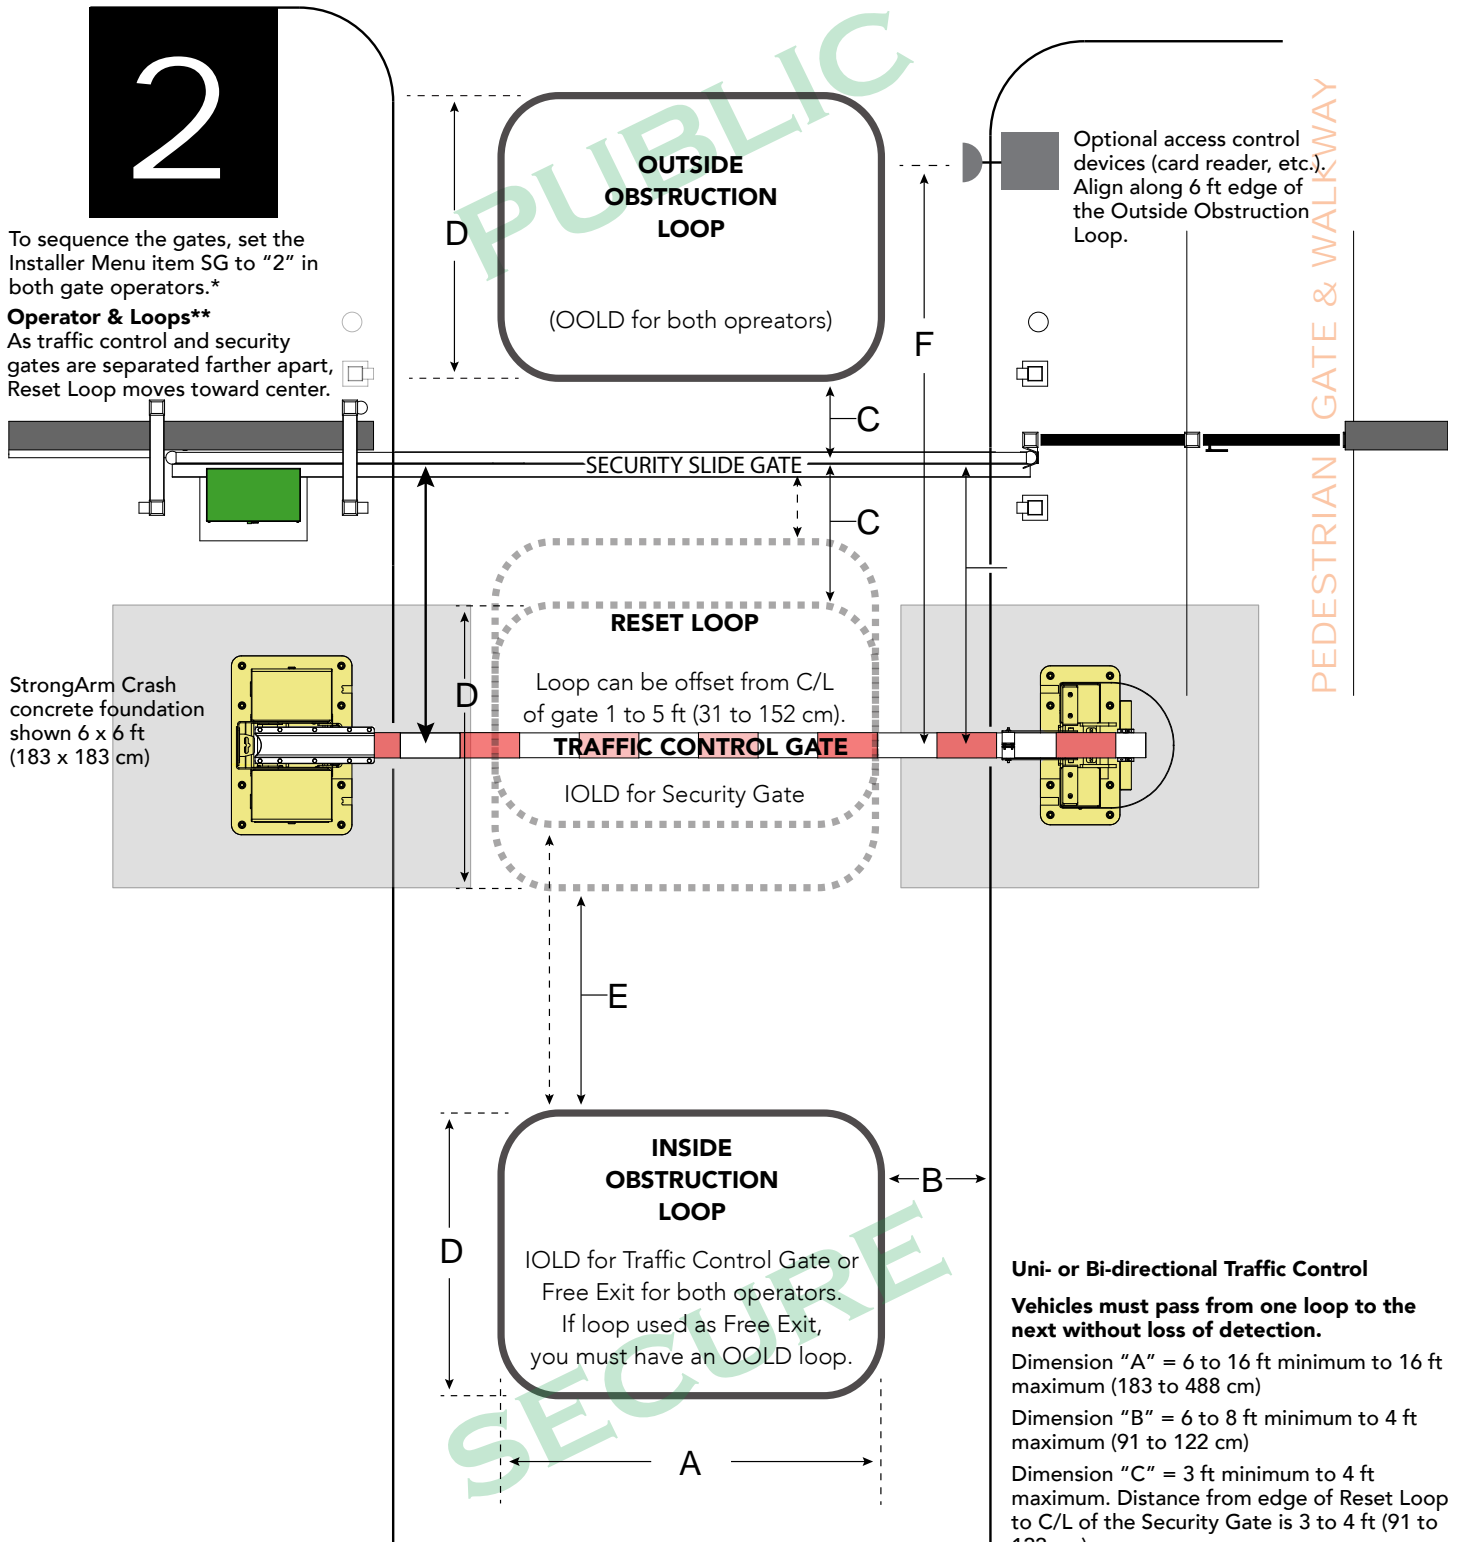 2
PUBLIC
OUTSIDE
OBSTRUCTION
LOOP
(OOLD for both opreators)
D
Optional access control
devices (card reader, etc.).
Align along 6 ft edge of
the Outside Obstruction
Loop.
PEDESTRIAN GATE & WALKWAY
To sequence the gates, set the
Installer Menu item SG to “2” in
both gate operators.*
Operator & Loops**
As traffic control and security
gates are separated farther apart,
Reset Loop moves toward center.
F
C
SECURITY SLIDE GATE
C
RESET LOOP
Loop can be offset from C/L
of gate 1 to 5 ft (31 to 152 cm).
TRAFFIC CONTROL GATE
IOLD for Security Gate
D
StrongArm Crash
concrete foundation
shown 6 x 6 ft
(183 x 183 cm)
E
INSIDE
OBSTRUCTION
LOOP
IOLD for Traffic Control Gate or
Free Exit for both operators.
If loop used as Free Exit,
you must have an OOLD loop.
D
B
A
SECURE
Uni- or Bi-directional Traffic Control
Vehicles must pass from one loop to the
next without loss of detection.
Dimension “A” = 6 to 16 ft minimum to 16 ft
maximum (183 to 488 cm)
Dimension “B” = 6 to 8 ft minimum to 4 ft
maximum (91 to 122 cm)
Dimension “C” = 3 ft minimum to 4 ft
maximum. Distance from edge of Reset Loop
to C/L of the Security Gate is 3 to 4 ft (91 to